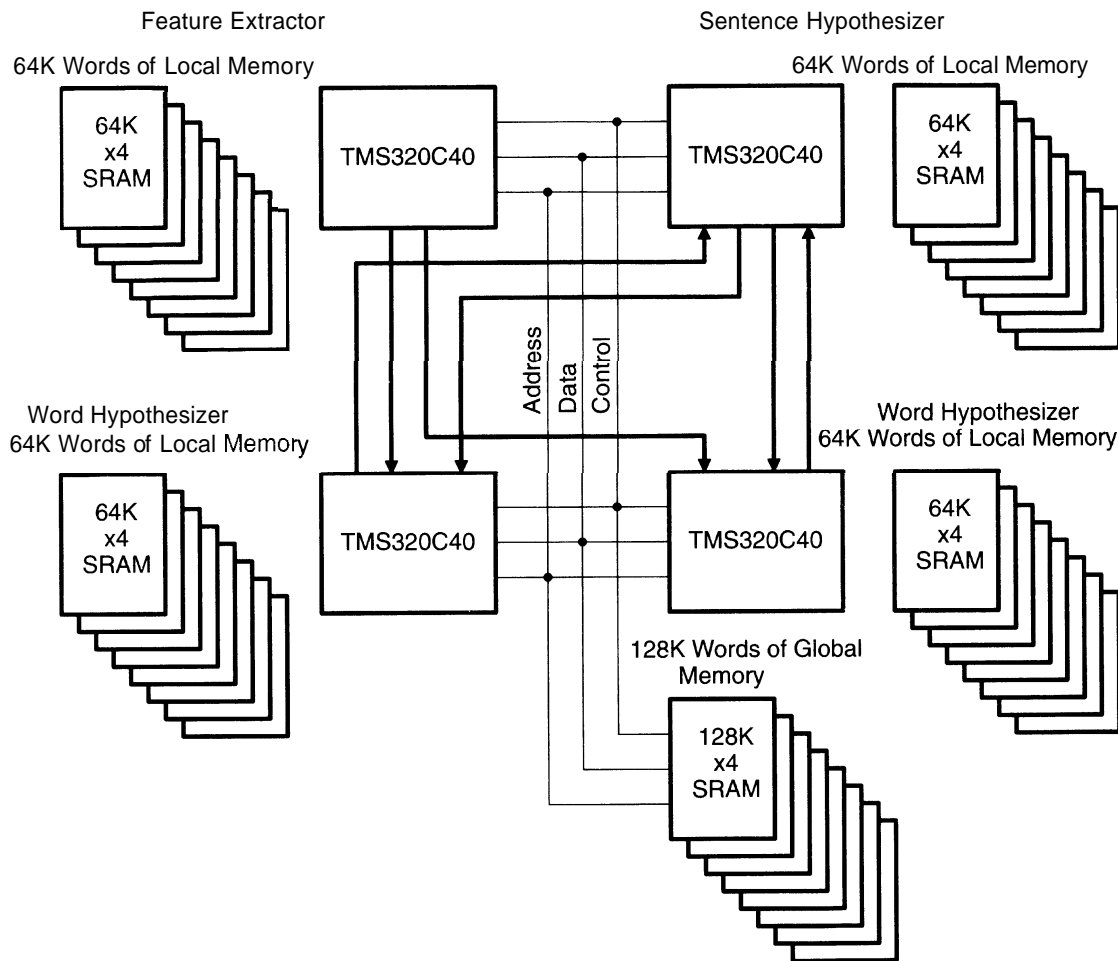 Feature Extractor
Sentence Hypothesizer
64K Words of Local Memory
64K Words of Local Memory
64K
x4
SRAM
TMS320C40
TMS320C40
64K
x4
SRAM
Address
Data
Control
Word Hypothesizer
64K Words of Local Memory
Word Hypothesizer
64K Words of Local Memory
64K
x4
SRAM
TMS320C40
TMS320C40
64K
x4
SRAM
128K Words of Global
Memory
128K
x4
SRAM